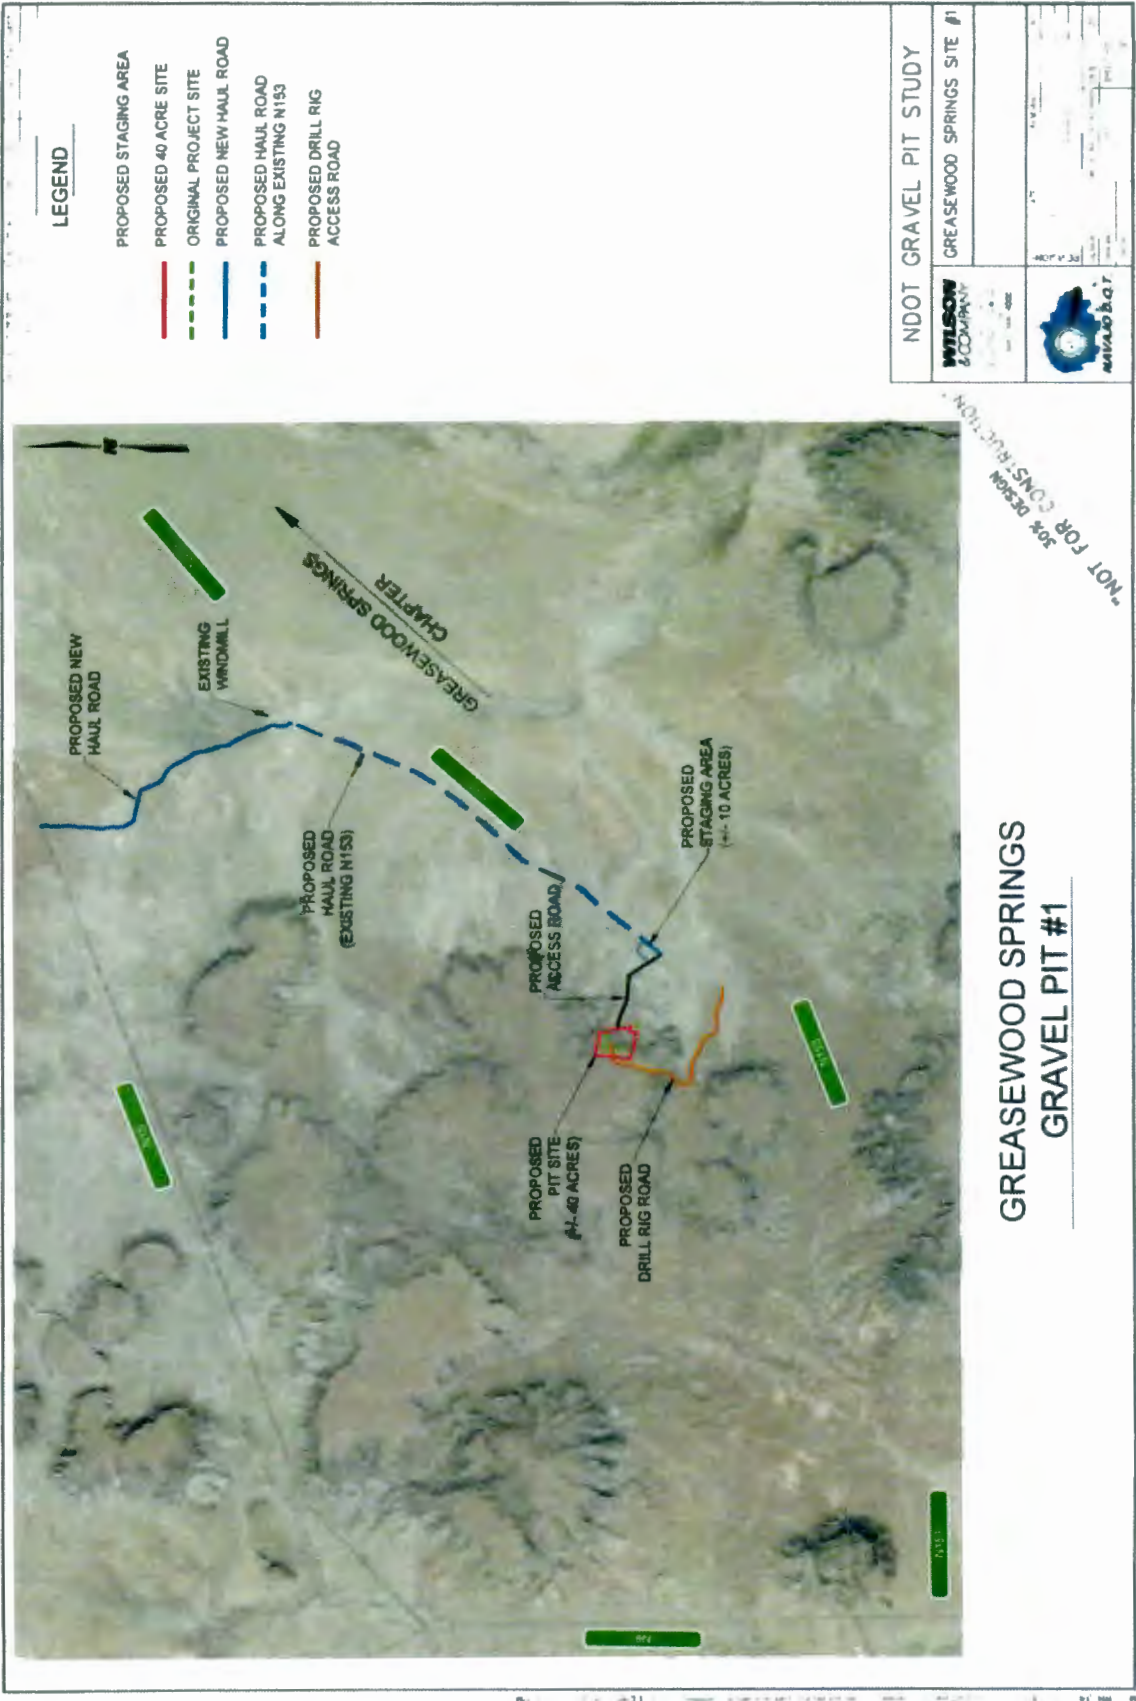 LEGEND
PROPOSED STAGING AREA
PROPOSED 40 ACRE SITE
ORIGINAL PROJECT SITE
PROPOSED NEW HAUL ROAD
PROPOSED HAUL ROAD
ALONG EXISTING N153
PROPOSED DRILL RIG
ACCESS ROAD
N
PROPOSED NEW
HAUL ROAD
EXISTING
WINDMILL
GREASEWOOD SPRINGS
CHAPTER
PROPOSED
HAUL ROAD
(EXISTING N153)
PROPOSED
ACCESS ROAD
PROPOSED
STAGING AREA
(+/- 10 ACRES)
PROPOSED
PIT SITE
(+/- 40 ACRES)
PROPOSED
DRILL RIG ROAD
N15
N153
N6
GREASEWOOD SPRINGS
GRAVEL PIT #1
30% DESIGN
"NOT FOR CONSTRUCTION"
NDOT GRAVEL PIT STUDY
WILSON
&COMPANY
GREASEWOOD SPRINGS SITE #1
NAVAJO D.O.T.